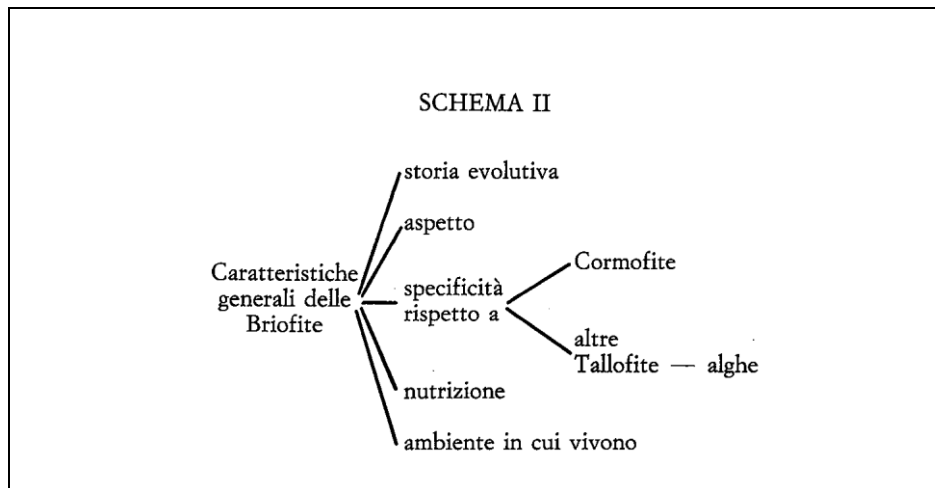 SCHEMA II
storia evolutiva
aspetto
Caratteristiche
generali delle
Briofite
specificità
rispetto a
Cormofite
altre
Tallofite — alghe
nutrizione
ambiente in cui vivono